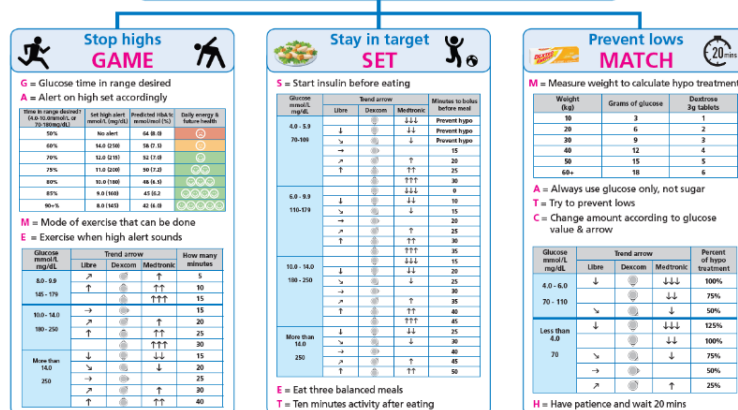 Stop highs
GAME
G = Glucose time in range desired
A = Alert on high set accordingly
Time in range desired? (4.0-10.0mmol/L or 70-180mg/dL)
Set high alert mmol/L (mg/dL)
Predicted HbA1c mmol/mol (%)
Daily energy & future health
50% No alert 64 (8.0)
60% 14.0 (250) 56 (7.3)
70% 12.0 (215) 52 (7.0)
75% 11.0 (200) 50 (7.2)
80% 10.0 (180) 46 (6.5)
85% 9.0 (160) 45 (6.2)
90+% 8.0 (145) 42 (6.0)
M = Mode of exercise that can be done
E = Exercise when high alert sounds
Glucose mmol/L mg/dL
Trend arrow
How many minutes
Libre Dexcom Medtronic
8.0 - 9.9
145 - 179
↗ ↑ 5
↑ ↑↑ 10
↑↑↑ 15
10.0 - 14.0
180 - 250
→ 15
↗ ↑ 20
↑ ↑↑ 25
↑↑↑ 30
More than
14.0
250
↓ ↓↓ 15
↘ ↓ 20
→ 25
↗ ↑ 30
↑ ↑↑ 40
Stay in target
SET
S = Start insulin before eating
Glucose mmol/L mg/dL
Trend arrow
Minutes to bolus before meal
Libre Dexcom Medtronic
4.0 - 5.9
70-109
↓↓↓ Prevent hypo
↓ ↓↓ Prevent hypo
↘ ↓ Prevent hypo
→ 15
↗ ↑ 20
↑ ↑↑ 25
↑↑↑ 30
6.0 - 9.9
110-179
↓↓↓ 0
↓ ↓↓ 10
↘ ↓ 15
→ 20
↗ ↑ 25
↑ ↑↑ 30
↑↑↑ 35
10.0 - 14.0
180 - 250
↓↓↓ 15
↓ ↓↓ 20
↘ ↓ 25
→ 30
↗ ↑ 35
↑ ↑↑ 40
↑↑↑ 45
More than
14.0
250
↓ ↓↓ 25
↘ ↓ 30
→ 40
↗ ↑ 45
↑ ↑↑ 50
E = Eat three balanced meals
T = Ten minutes activity after eating
Prevent lows
MATCH
20 mins
M = Measure weight to calculate hypo treatment
Weight (kg)
Grams of glucose
Dextrose 3g tablets
10 3 1
20 6 2
30 9 3
40 12 4
50 15 5
60+ 18 6
A = Always use glucose only, not sugar
T = Try to prevent lows
C = Change amount according to glucose
value & arrow
Glucose mmol/L mg/dL
Trend arrow
Percent of hypo treatment
Libre Dexcom Medtronic
4.0 - 6.0
70 - 110
↓ ↓↓↓ 100%
↓↓ 75%
↘ ↓ 50%
Less than
4.0
70
↓ ↓↓↓ 125%
↓↓ 100%
↘ ↓ 75%
→ 50%
↗ ↑ 25%
H = Have patience and wait 20 mins